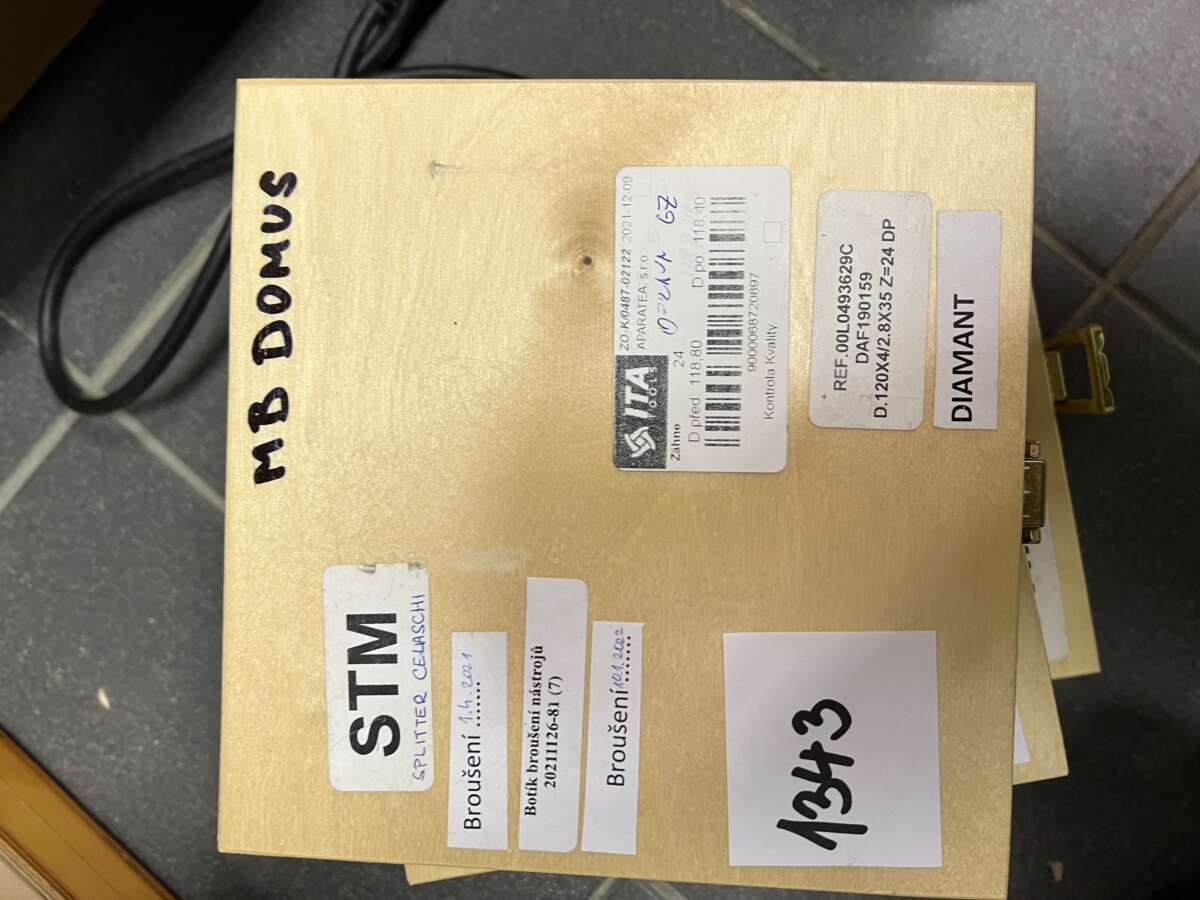 MB DOMUS
STM
SPLITTER CELASCHI
Broušení 1.4.2021
Botík broušení nástrojů
20211126-81 (7)
Broušení 10.1.2022
1343
ITA
ZO-K/0487-02122 2021-12-09
APARATEA, s.r.o
Zähne 24
D před: 118,80 D po 118.40
9000068720897
Kontrola Kvality
REF.00L0493629C
DAF190159
D.120X4/2.8X35 Z=24 DP
DIAMANT